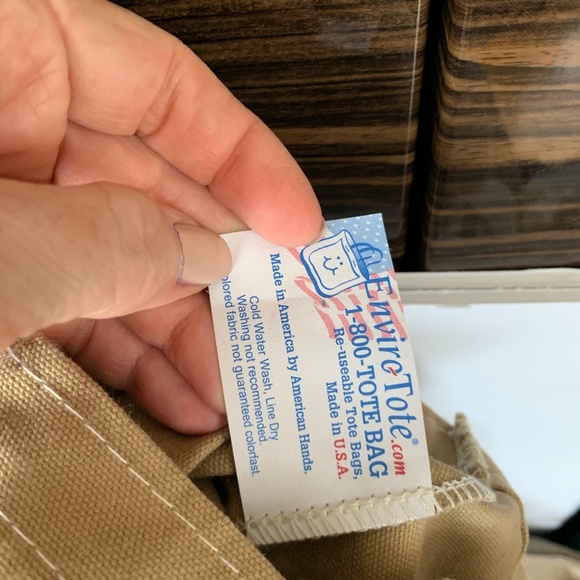 EnviroTote®.com
1-800-TOTE BAG
Re-useable Tote Bags,
Made in U.S.A.
Made in America by American Hands.
Cold Water Wash, Line Dry
Washing not recommended.
olored fabric not guaranteed colorfast.